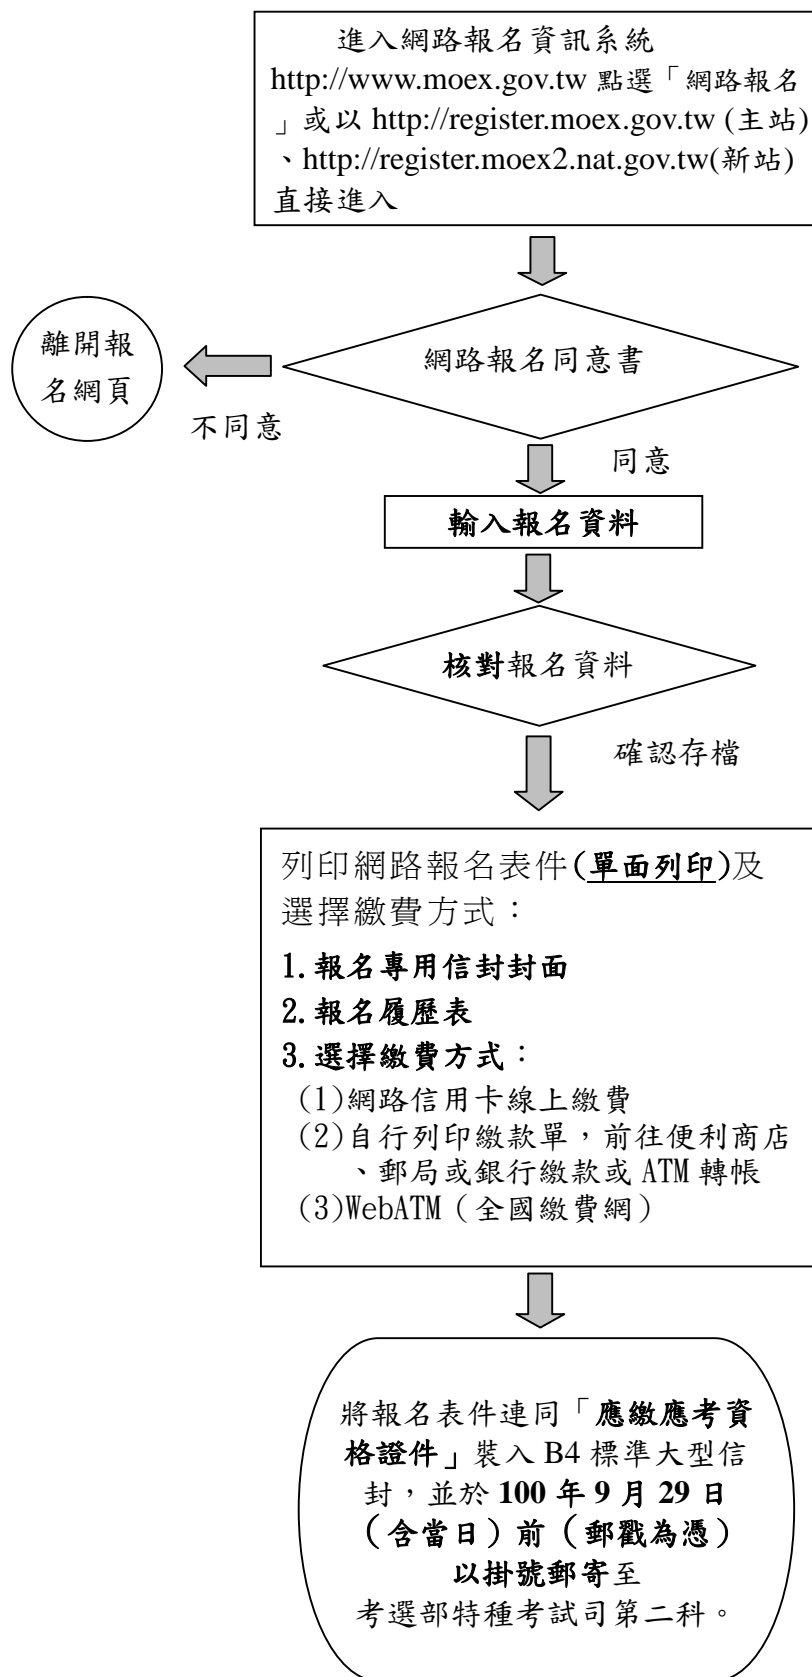 進入網路報名資訊系統
http://www.moex.gov.tw 點選「網路報名
」或以 http://register.moex.gov.tw (主站)
、http://register.moex2.nat.gov.tw(新站)
直接進入
網路報名同意書
離開報
名網頁
不同意
同意
輸入報名資料
核對報名資料
確認存檔
列印網路報名表件(單面列印)及
選擇繳費方式：
1.報名專用信封封面
2.報名履歷表
3.選擇繳費方式：
(1)網路信用卡線上繳費
(2)自行列印繳款單，前往便利商店
、郵局或銀行繳款或 ATM 轉帳
(3)WebATM（全國繳費網）
將報名表件連同「應繳應考資
格證件」裝入 B4 標準大型信
封，並於 100 年 9 月 29 日
（含當日）前（郵戳為憑）
以掛號郵寄至
考選部特種考試司第二科。